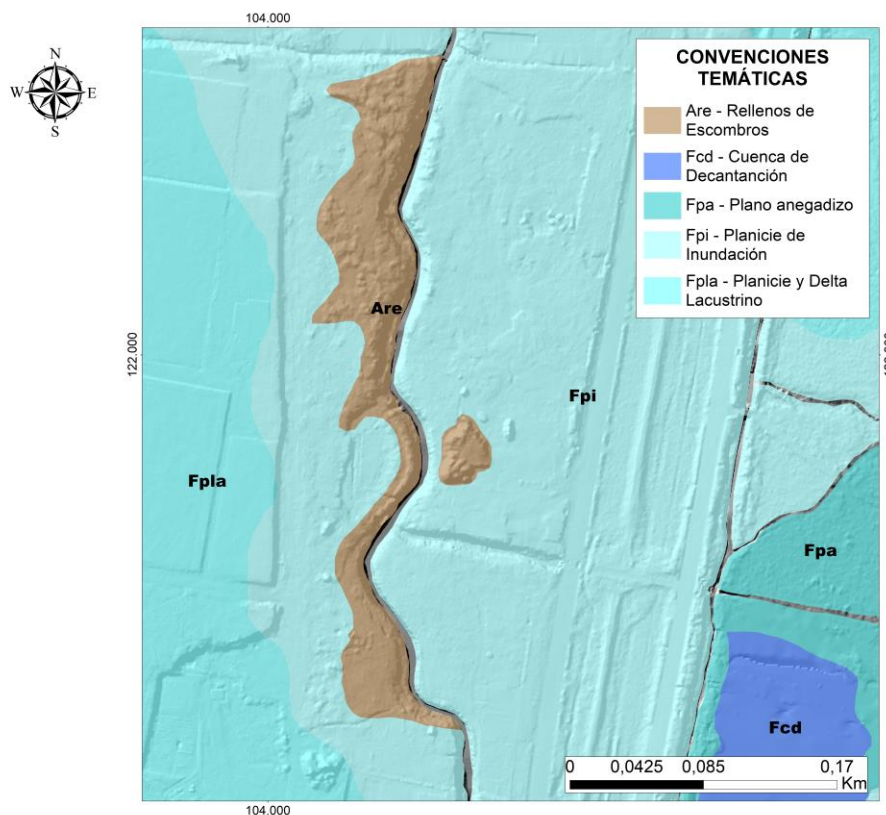 104.000
N
W E
S
CONVENCIONES
TEMÁTICAS
Are - Rellenos de
Escombros
Fcd - Cuenca de
Decantanción
Fpa - Plano anegadizo
Fpi - Planicie de
Inundación
Fpla - Planicie y Delta
Lacustrino
Are
122.000
Fpi
Fpla
Fpa
Fcd
0 0,0425 0,085 0,17
Km
104.000